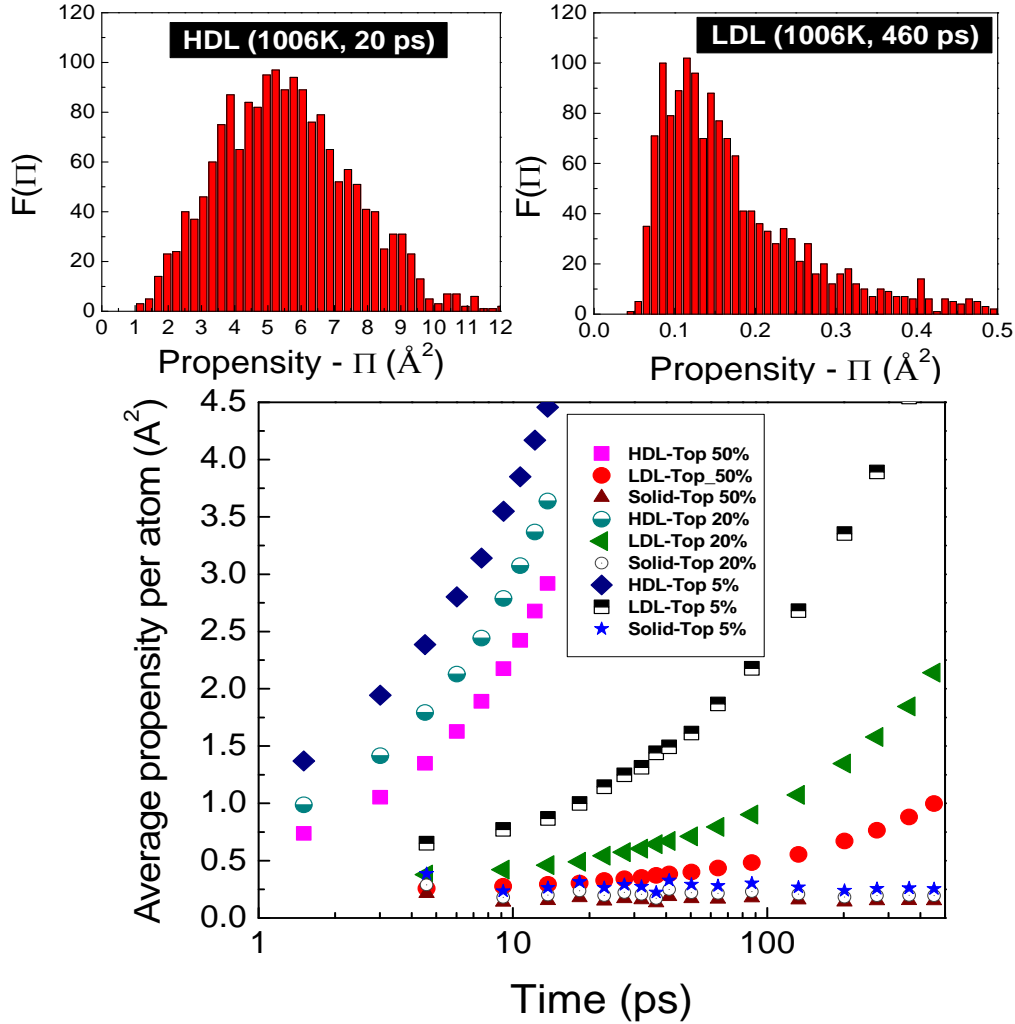 HDL (1006K, 20 ps)
120
100
80
60
40
20
0
F(Π)
0 1 2 3 4 5 6 7 8 9 10 11 12
Propensity - Π (Å²)
LDL (1006K, 460 ps)
120
100
80
60
40
20
0
F(Π)
0.0 0.1 0.2 0.3 0.4 0.5
Propensity - Π (Å²)
Average propensity per atom (A²)
4.5
4.0
3.5
3.0
2.5
2.0
1.5
1.0
0.5
0.0
HDL-Top 50%
LDL-Top_50%
Solid-Top 50%
HDL-Top 20%
LDL-Top 20%
Solid-Top 20%
HDL-Top 5%
LDL-Top 5%
Solid-Top 5%
1 10 100
Time (ps)